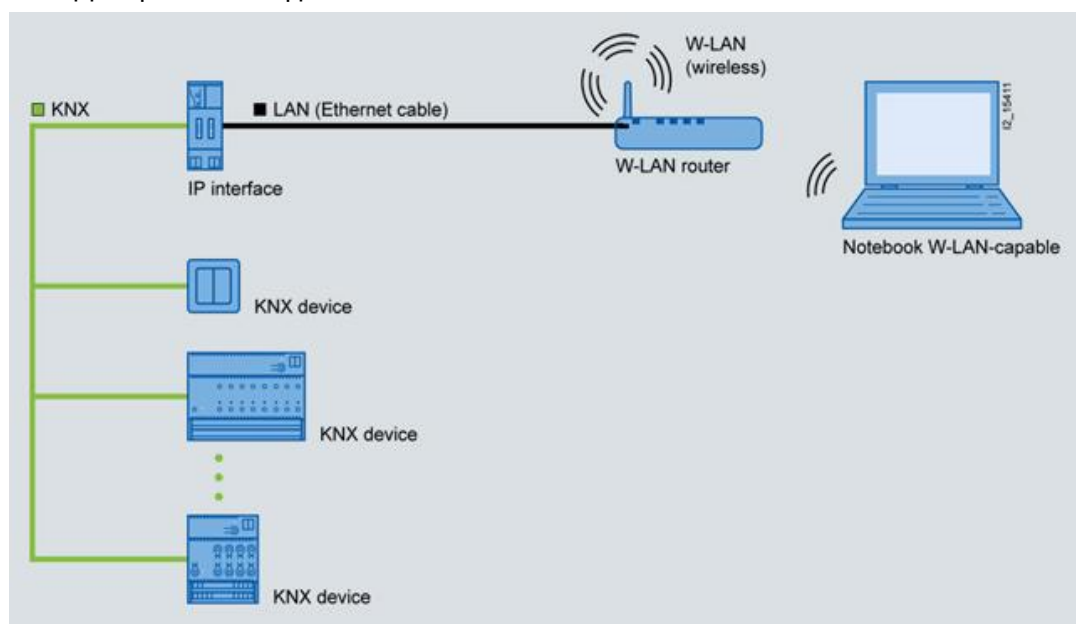 W-LAN
(wireless)
KNX
LAN (Ethernet cable)
I2_15411
IP interface
W-LAN router
Notebook W-LAN-capable
KNX device
KNX device
KNX device